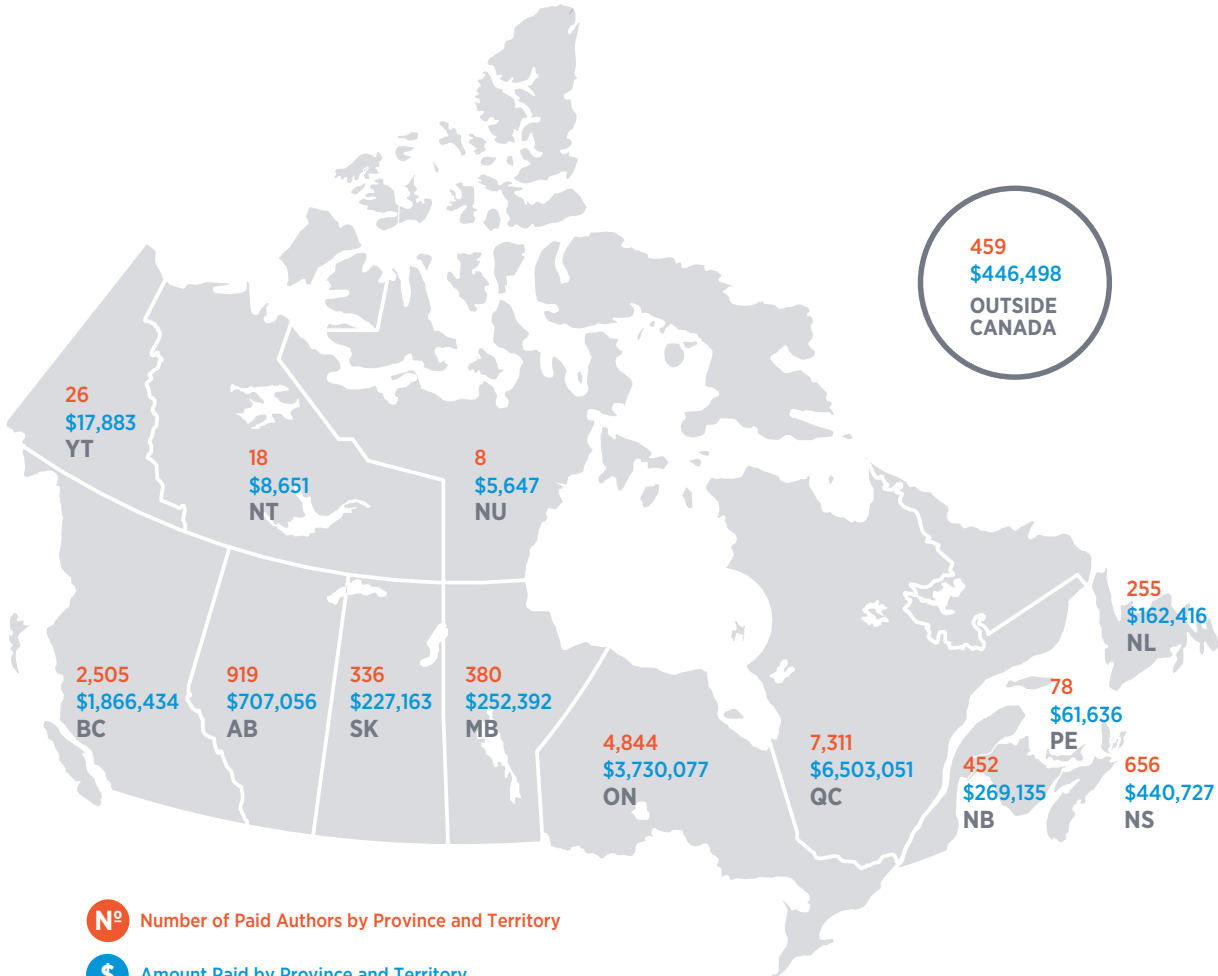 459
$446,498
OUTSIDE
CANADA
26
$17,883
YT
18
$8,651
NT
8
$5,647
NU
255
$162,416
NL
2,505
$1,866,434
BC
919
$707,056
AB
336
$227,163
SK
380
$252,392
MB
4,844
$3,730,077
ON
7,311
$6,503,051
QC
78
$61,636
PE
452
$269,135
NB
656
$440,727
NS
Nº Number of Paid Authors by Province and Territory
$ Amount Paid by Province and Territory